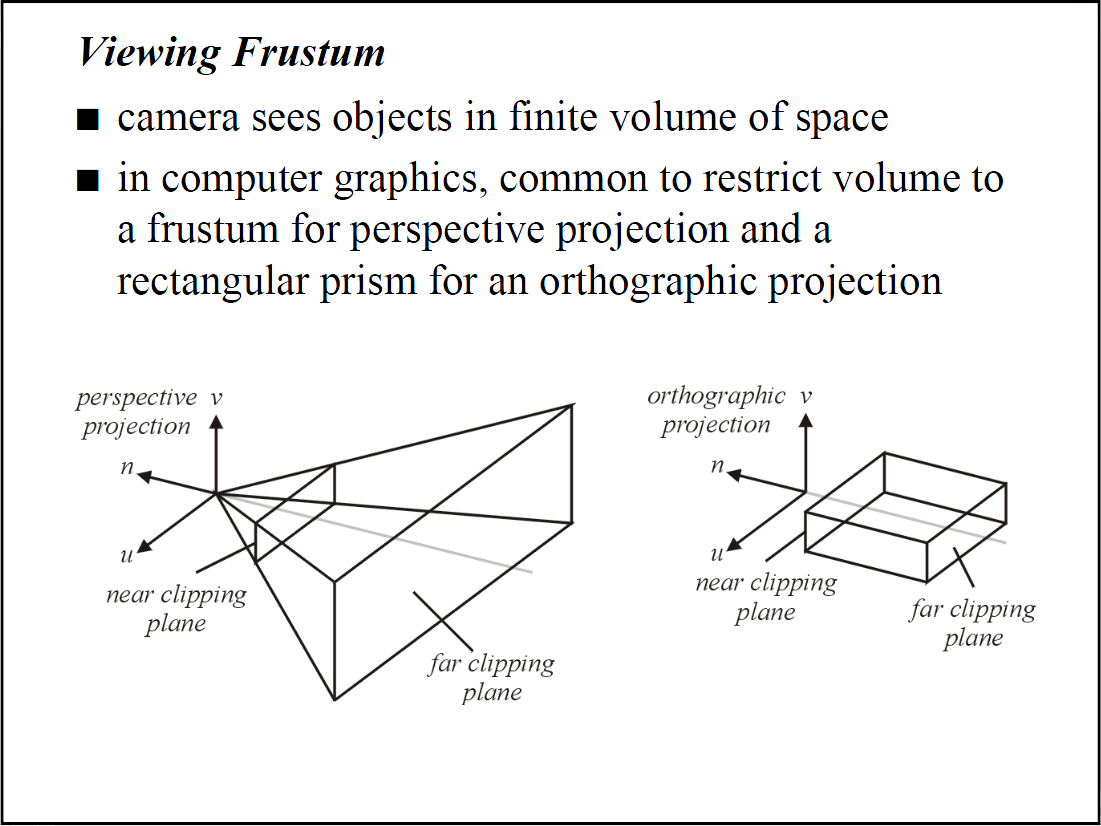 Viewing Frustum
■ camera sees objects in finite volume of space
■ in computer graphics, common to restrict volume to
a frustum for perspective projection and a
rectangular prism for an orthographic projection
perspective v
projection
n
u
near clipping
plane
far clipping
plane
orthographic v
projection
n
u
near clipping
plane
far clipping
plane